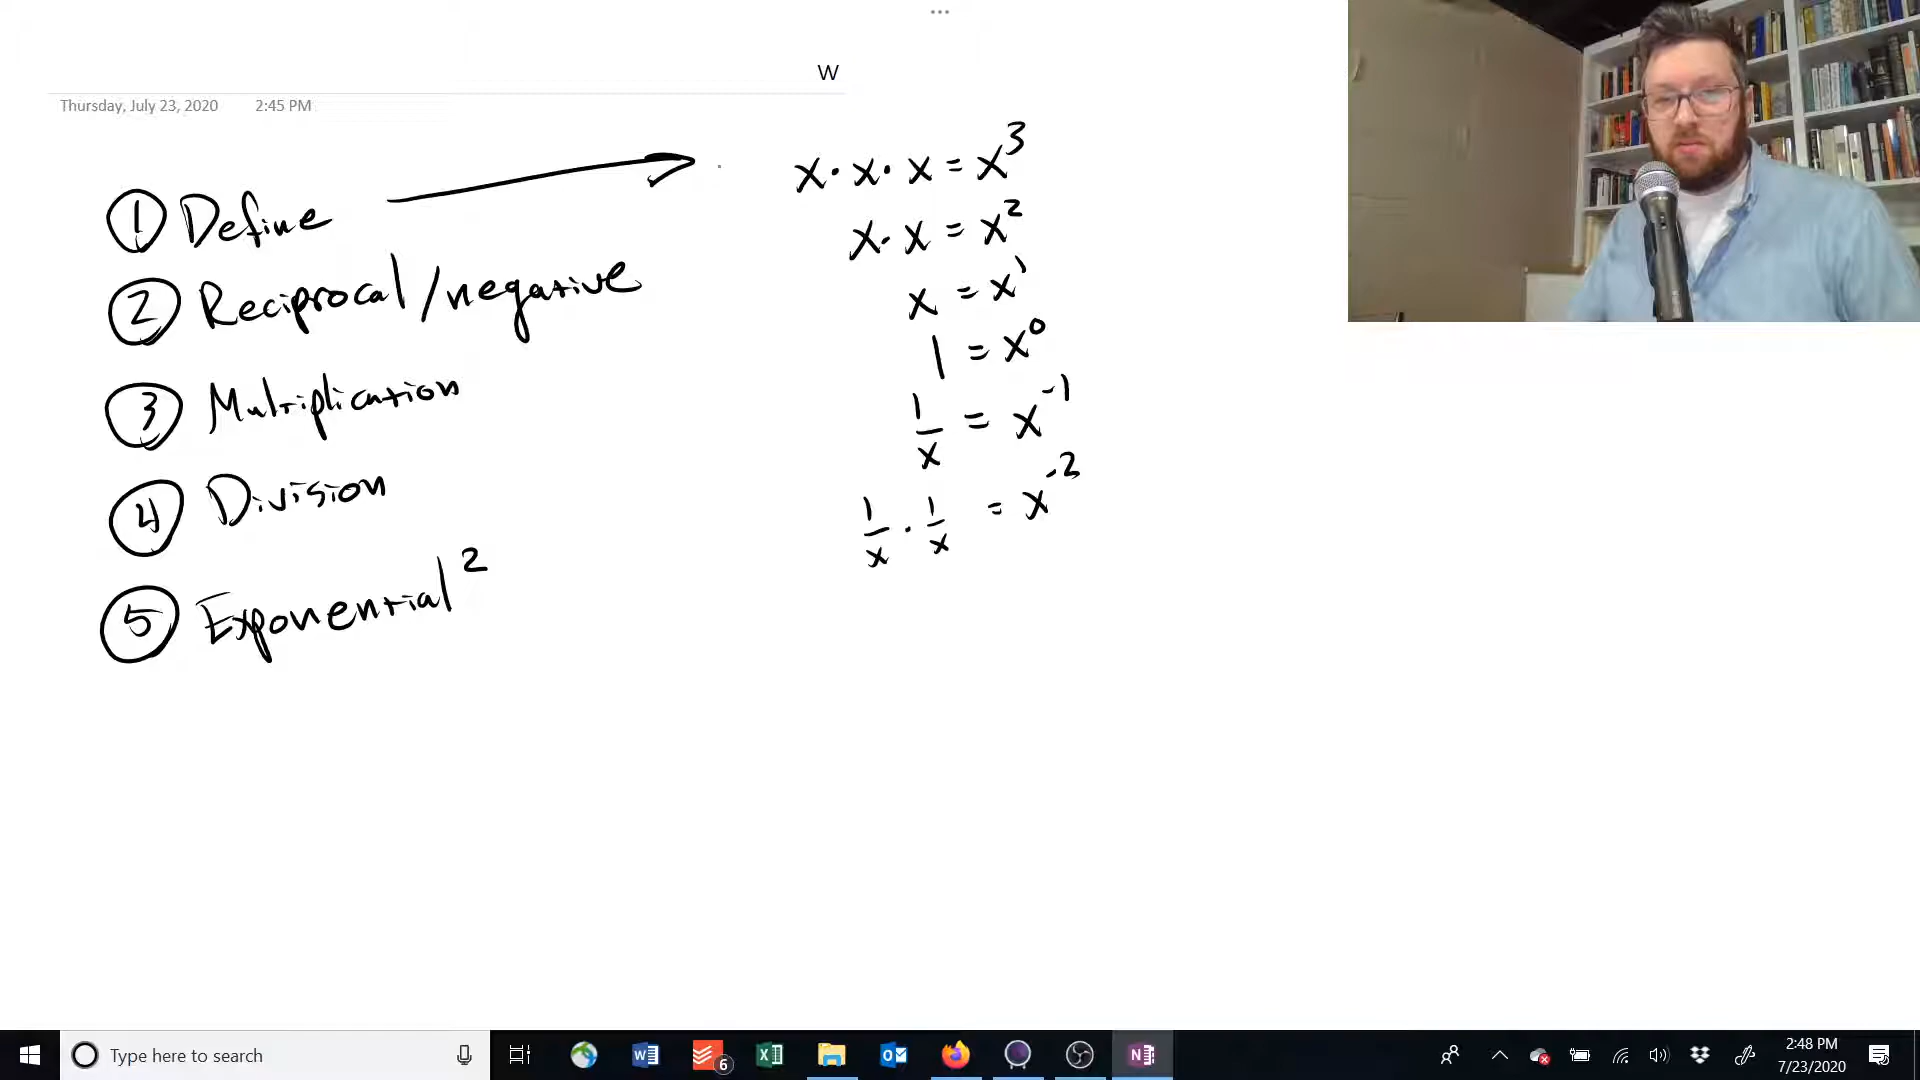 W
Thursday, July 23, 2020 2:45 PM
① Define
② Reciprocal/negative
③ Multiplication
④ Division
⑤ Exponential²
x·x·x = x³
x·x = x²
x = x¹
1 = x⁰
1/x = x⁻¹
1/x · 1/x = x⁻²
Type here to search
6
2:48 PM
7/23/2020